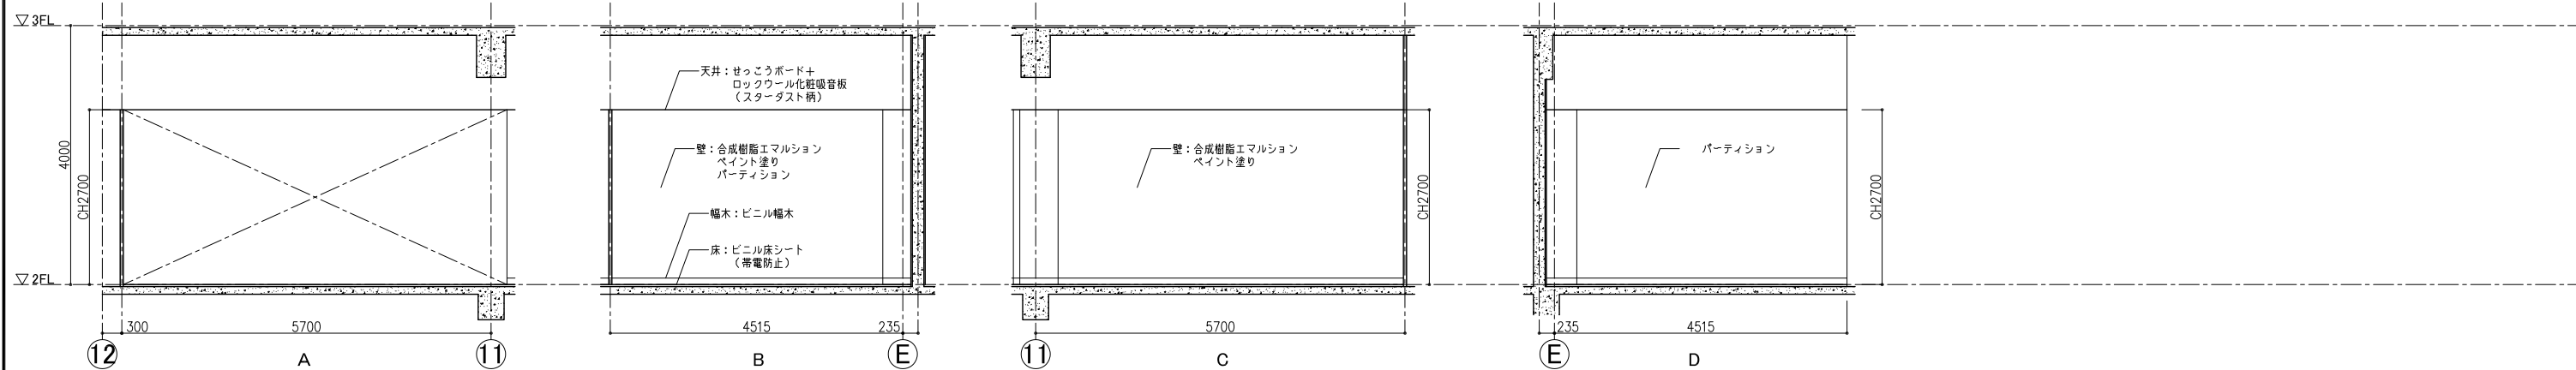 ▽3FL
4000
CH2700
▽2FL
300
5700
12
11
A
天井：せっこうボード＋
ロックウール化粧吸音板
（スターダスト柄）
壁：合成樹脂エマルション
ペイント塗り
パーティション
幅木：ビニル幅木
床：ビニル床シート
（帯電防止）
4515
235
E
B
壁：合成樹脂エマルション
ペイント塗り
CH2700
5700
11
C
パーティション
CH2700
235
4515
E
D